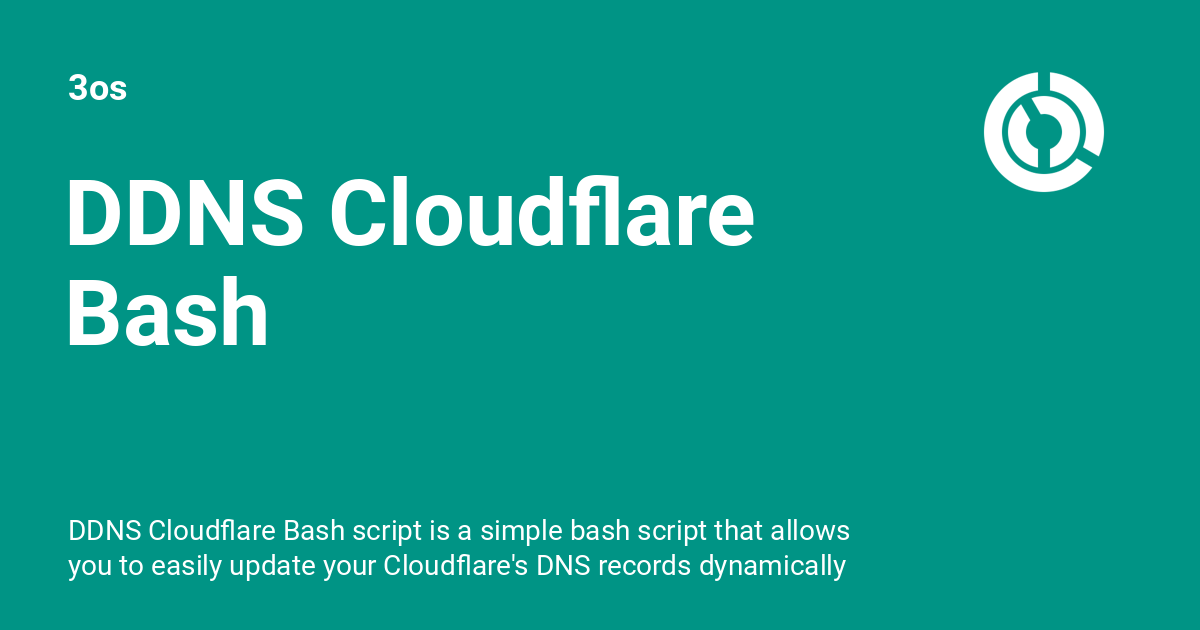 3os
DDNS Cloudflare
Bash
DDNS Cloudflare Bash script is a simple bash script that allows
you to easily update your Cloudflare's DNS records dynamically